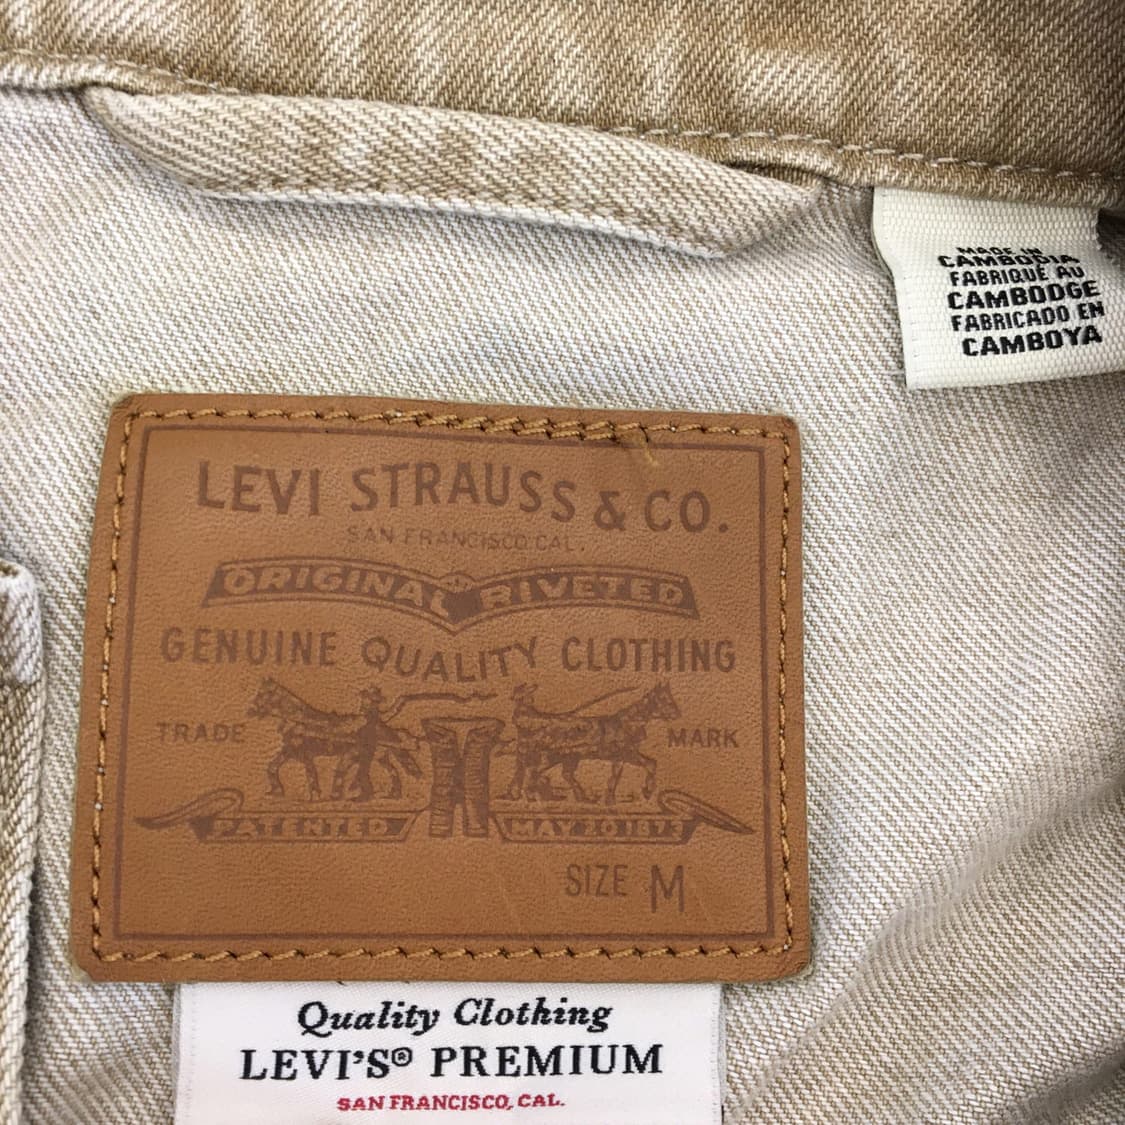 MADE IN
CAMBODIA
FABRIQUÉ AU
CAMBODGE
FABRICADO EN
CAMBOYA
LEVI STRAUSS & CO.
SAN FRANCISCO CAL.
ORIGINAL RIVETED
GENUINE QUALITY CLOTHING
TRADE MARK
PATENTED MAY 20 1873
SIZE M
Quality Clothing
LEVI'S® PREMIUM
SAN FRANCISCO, CAL.